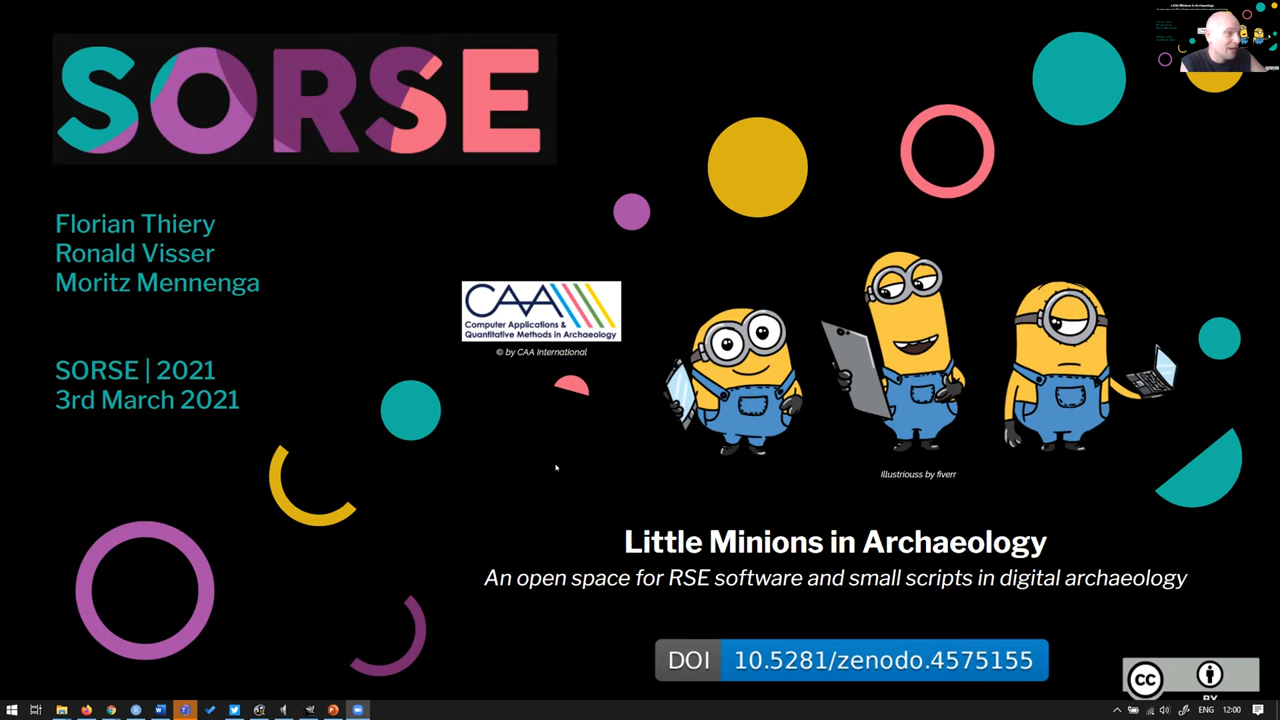 SORSE
Florian Thiery
Ronald Visser
Moritz Mennenga
CAA
Computer Applications &
Quantitative Methods in Archaeology
© by CAA International
SORSE | 2021
3rd March 2021
Illustriouss by fiverr
Little Minions in Archaeology
An open space for RSE software and small scripts in digital archaeology
DOI 10.5281/zenodo.4575155
cc
BY
ENG 12:00